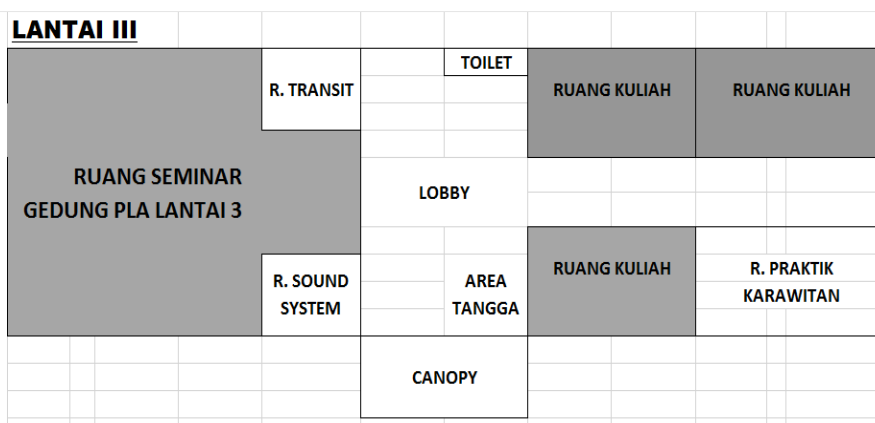 LANTAI III
TOILET
R. TRANSIT
RUANG KULIAH
RUANG KULIAH
RUANG SEMINAR
GEDUNG PLA LANTAI 3
LOBBY
R. SOUND
SYSTEM
AREA
TANGGA
RUANG KULIAH
R. PRAKTIK
KARAWITAN
CANOPY